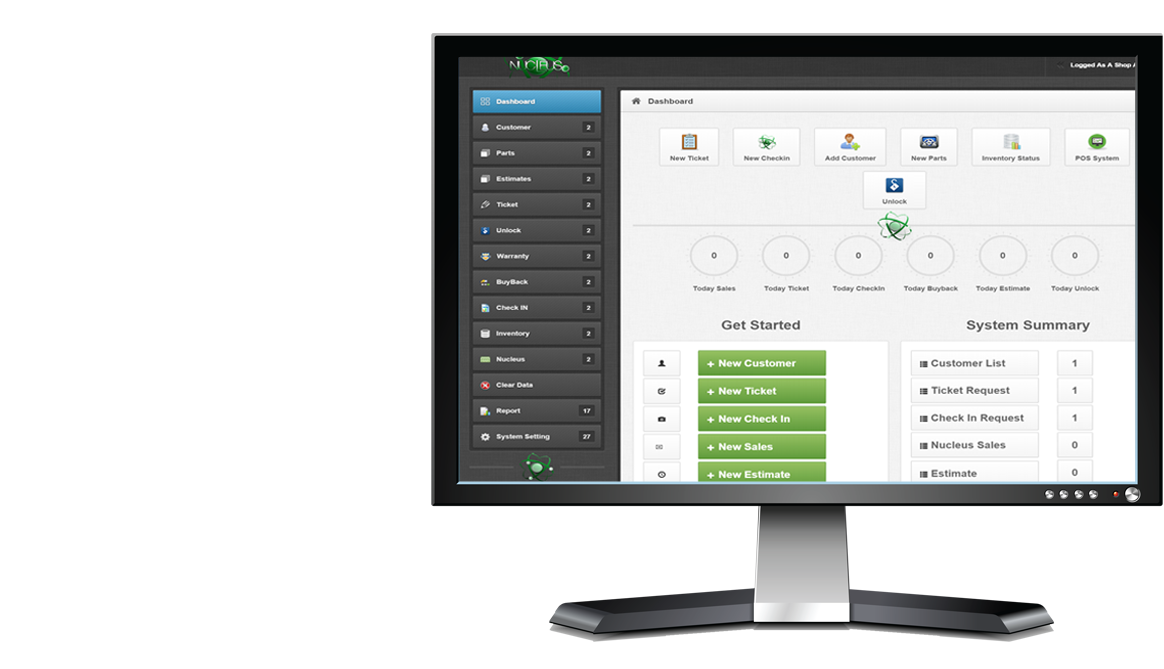 NUCLEUS
Logged As A Shop
Dashboard
Customer 2
Parts 2
Estimates 2
Ticket 2
Unlock 2
Warranty 2
BuyBack 2
Check IN 2
Inventory 2
Nucleus 2
Clear Data
Report 17
System Setting 27
Dashboard
New Ticket New Checkin Add Customer New Parts Inventory Status POS System
Unlock
0 0 0 0 0 0
Today Sales Today Ticket Today CheckIn Today Buyback Today Estimate Today Unlock
Get Started
+ New Customer
+ New Ticket
+ New Check In
+ New Sales
+ New Estimate
System Summary
Customer List 1
Ticket Request 1
Check In Request 1
Nucleus Sales 0
Estimate 0